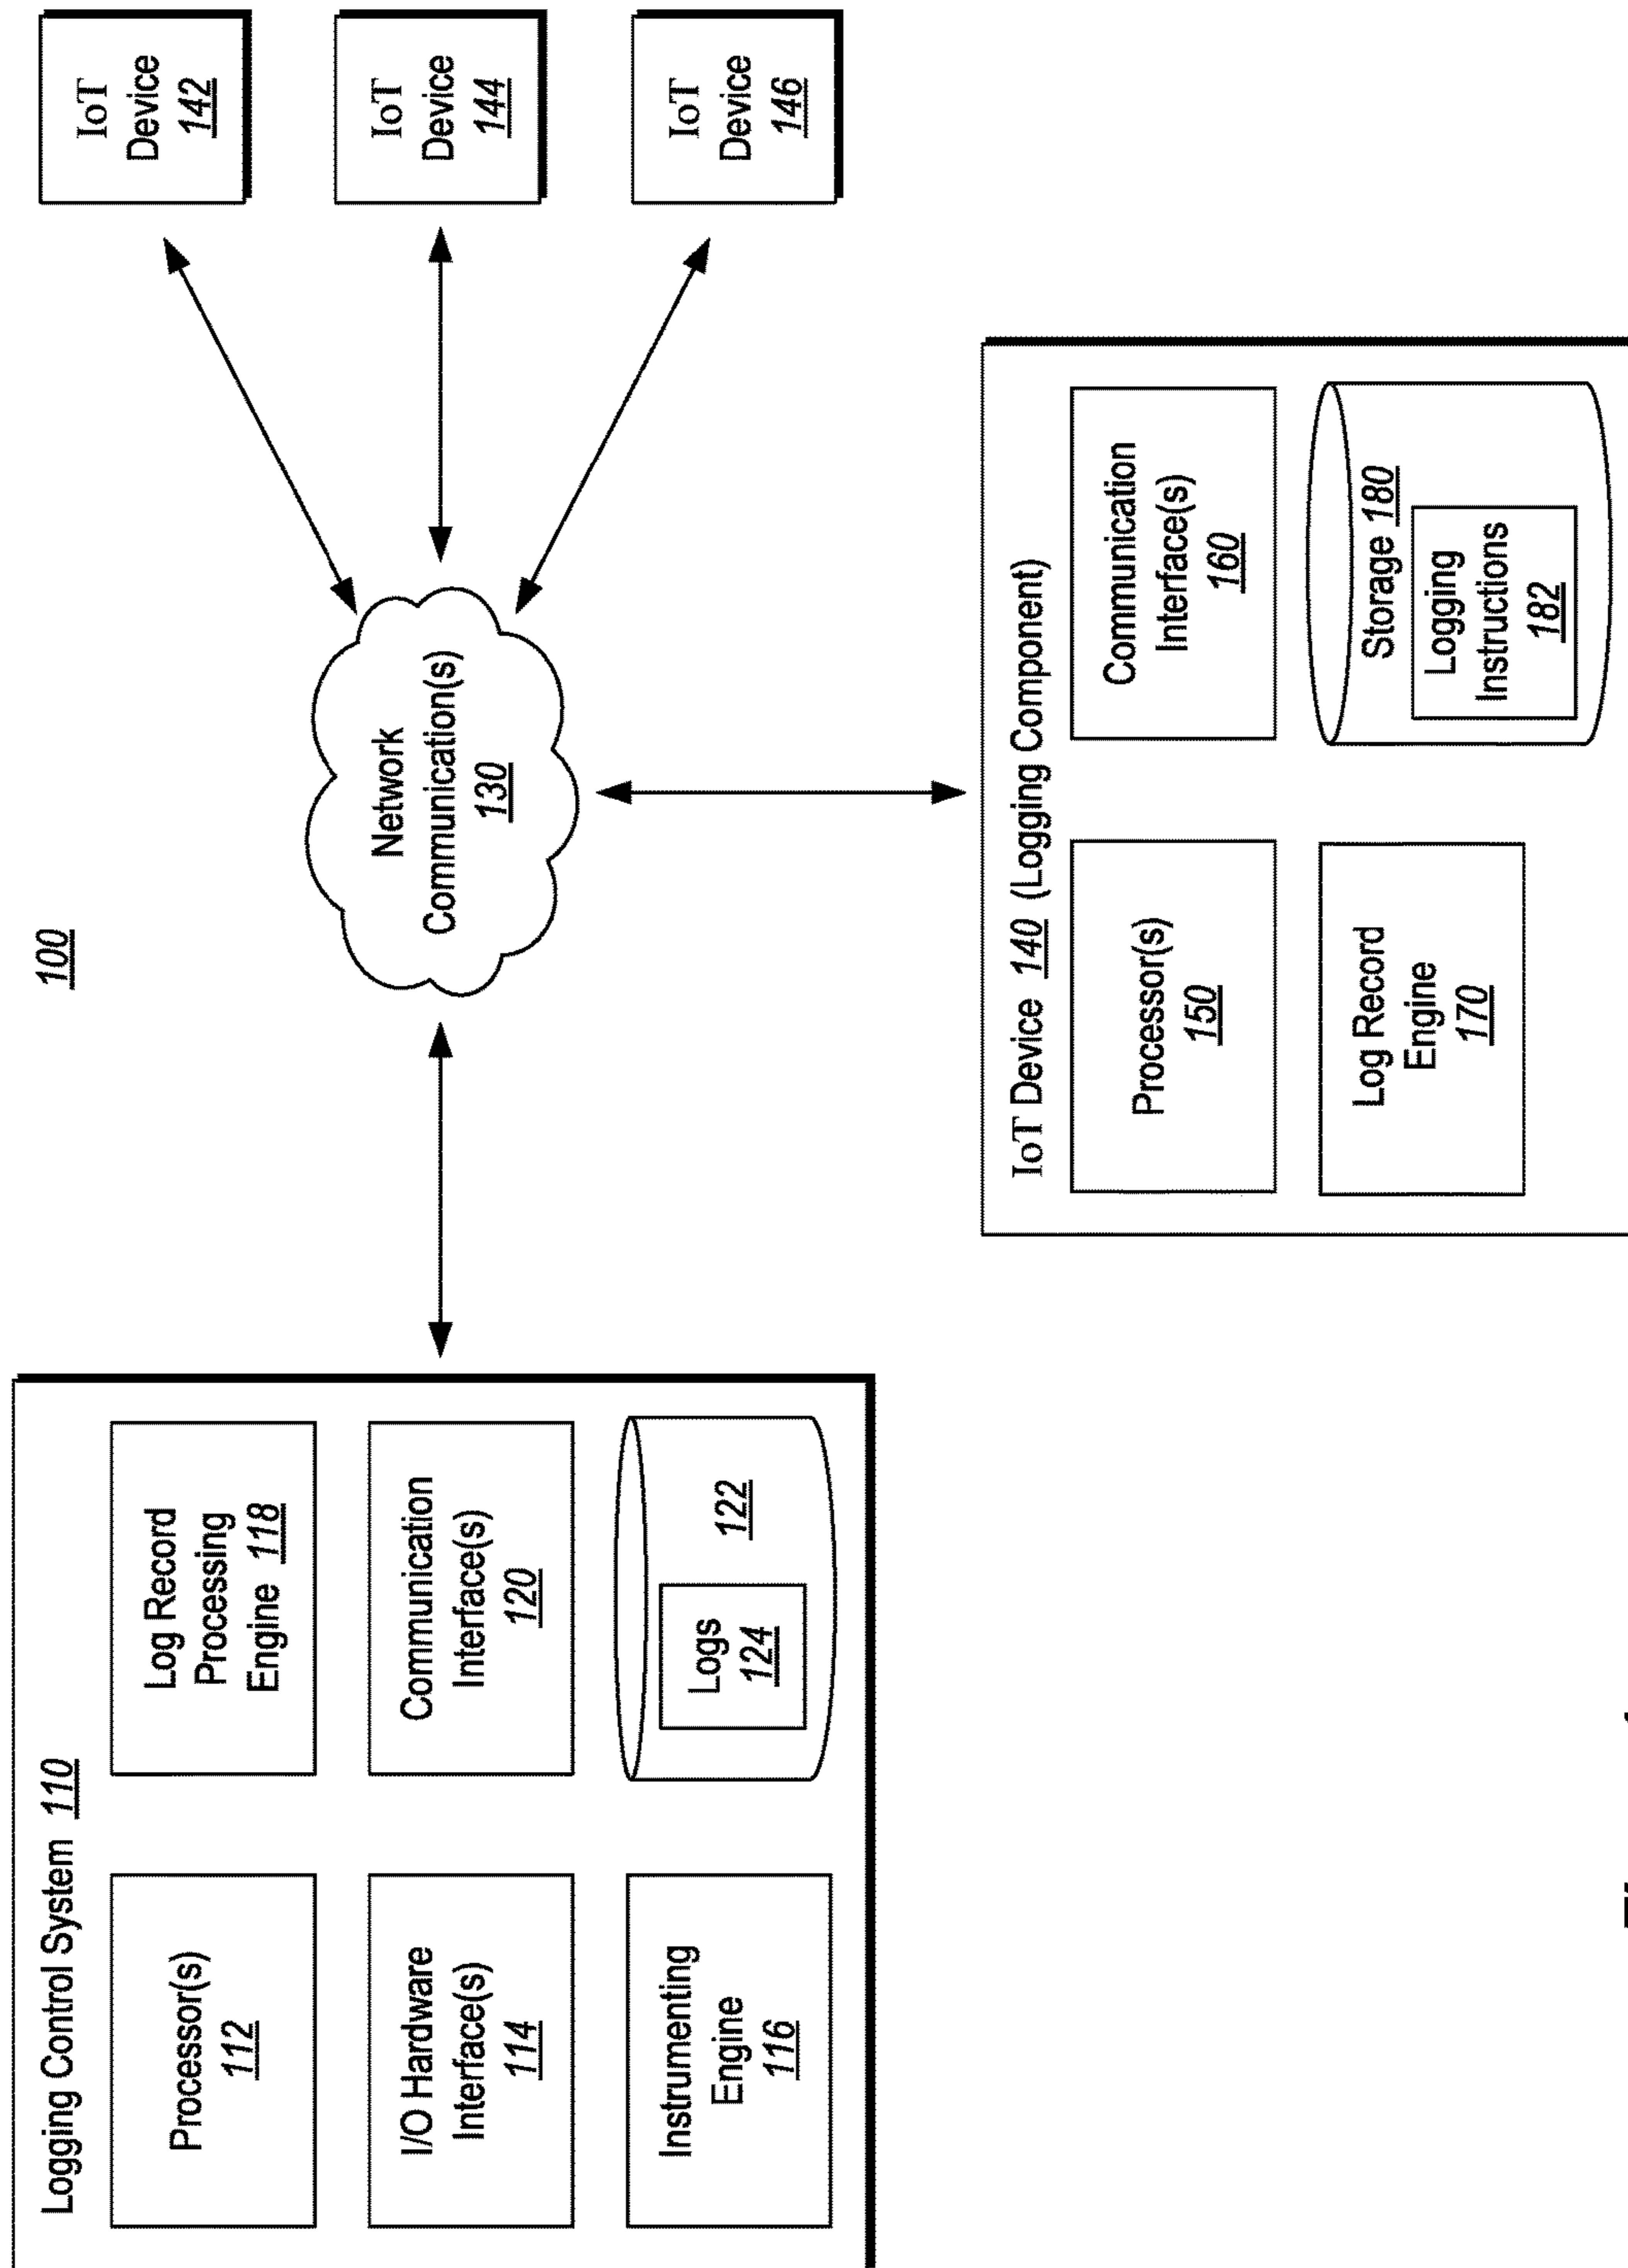 100
Logging Control System 110
Processor(s)
112
Log Record
Processing
Engine 118
I/O Hardware
Interface(s)
114
Communication
Interface(s)
120
Instrumenting
Engine
116
Logs
124
122
Network
Communication(s)
130
IoT
Device
142
IoT
Device
144
IoT
Device
146
IoT Device 140 (Logging Component)
Processor(s)
150
Communication
Interface(s)
160
Log Record
Engine
170
Storage 180
Logging
Instructions
182